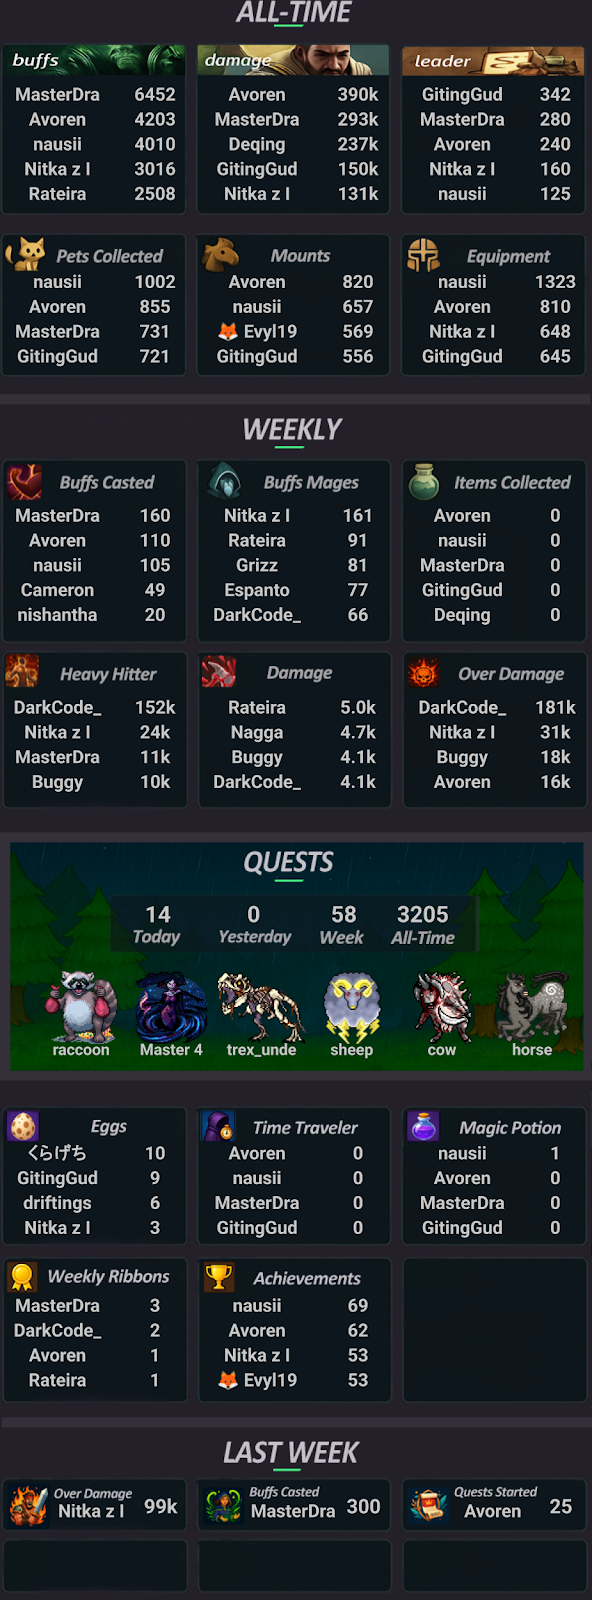 ALL-TIME
buffs
MasterDra 6452
Avoren 4203
nausii 4010
Nitka z I 3016
Rateira 2508
damage
Avoren 390k
MasterDra 293k
Deqing 237k
GitingGud 150k
Nitka z I 131k
leader
GitingGud 342
MasterDra 280
Avoren 240
Nitka z I 160
nausii 125
Pets Collected
nausii 1002
Avoren 855
MasterDra 731
GitingGud 721
Mounts
Avoren 820
nausii 657
🦊 Evyl19 569
GitingGud 556
Equipment
nausii 1323
Avoren 810
Nitka z I 648
GitingGud 645
WEEKLY
Buffs Casted
MasterDra 160
Avoren 110
nausii 105
Cameron 49
nishantha 20
Buffs Mages
Nitka z I 161
Rateira 91
Grizz 81
Espanto 77
DarkCode_ 66
Items Collected
Avoren 0
nausii 0
MasterDra 0
GitingGud 0
Deqing 0
Heavy Hitter
DarkCode_ 152k
Nitka z I 24k
MasterDra 11k
Buggy 10k
Damage
Rateira 5.0k
Nagga 4.7k
Buggy 4.1k
DarkCode_ 4.1k
Over Damage
DarkCode_ 181k
Nitka z I 31k
Buggy 18k
Avoren 16k
QUESTS
14 0 58 3205
Today Yesterday Week All-Time
raccoon Master 4 trex_unde sheep cow horse
Eggs
くらげち 10
GitingGud 9
driftings 6
Nitka z I 3
Time Traveler
Avoren 0
nausii 0
MasterDra 0
GitingGud 0
Magic Potion
nausii 1
Avoren 0
MasterDra 0
GitingGud 0
Weekly Ribbons
MasterDra 3
DarkCode_ 2
Avoren 1
Rateira 1
Achievements
nausii 69
Avoren 62
Nitka z I 53
🦊 Evyl19 53
LAST WEEK
Over Damage
Nitka z I 99k
Buffs Casted
MasterDra 300
Quests Started
Avoren 25